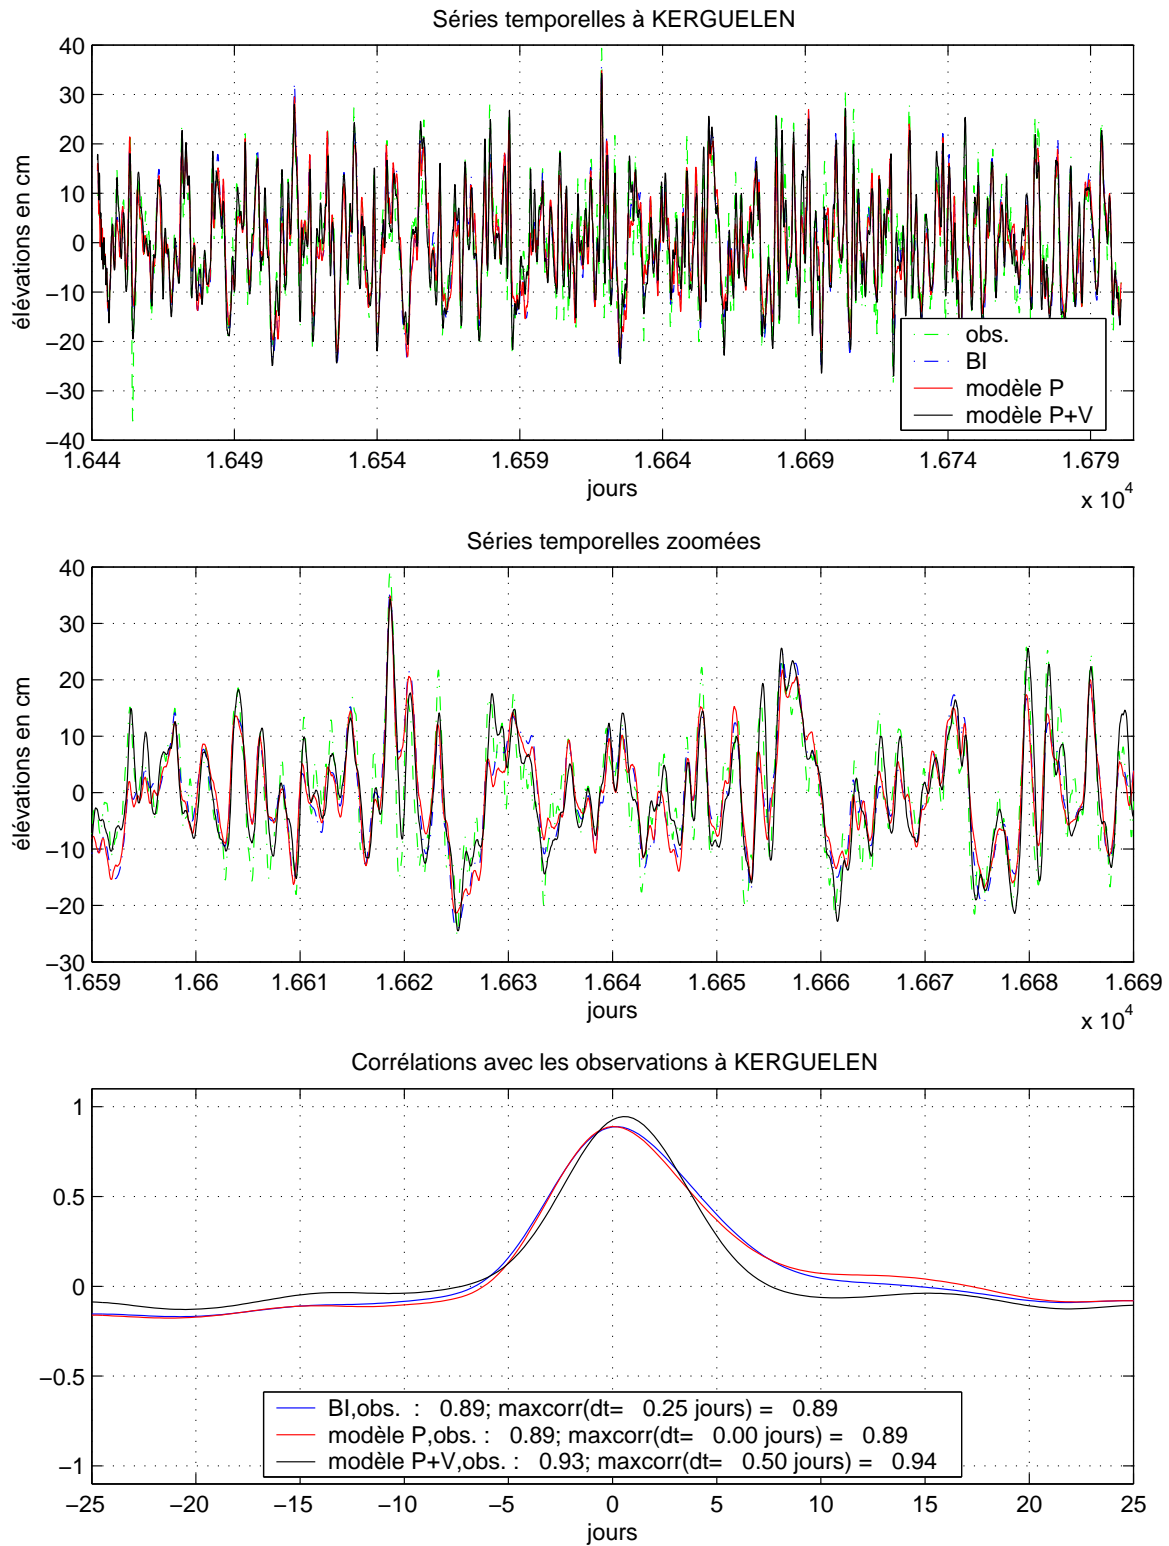 Séries temporelles à KERGUELEN
40
30
20
10
0
−10
−20
−30
−40
élévations en cm
obs.
BI
modèle P
modèle P+V
1.644 1.649 1.654 1.659 1.664 1.669 1.674 1.679
jours
x 10^4
Séries temporelles zoomées
40
30
20
10
0
−10
−20
−30
élévations en cm
1.659 1.66 1.661 1.662 1.663 1.664 1.665 1.666 1.667 1.668 1.669
jours
x 10^4
Corrélations avec les observations à KERGUELEN
1
0.5
0
−0.5
−1
BI,obs. : 0.89; maxcorr(dt= 0.25 jours) = 0.89
modèle P,obs. : 0.89; maxcorr(dt= 0.00 jours) = 0.89
modèle P+V,obs. : 0.93; maxcorr(dt= 0.50 jours) = 0.94
−25 −20 −15 −10 −5 0 5 10 15 20 25
jours